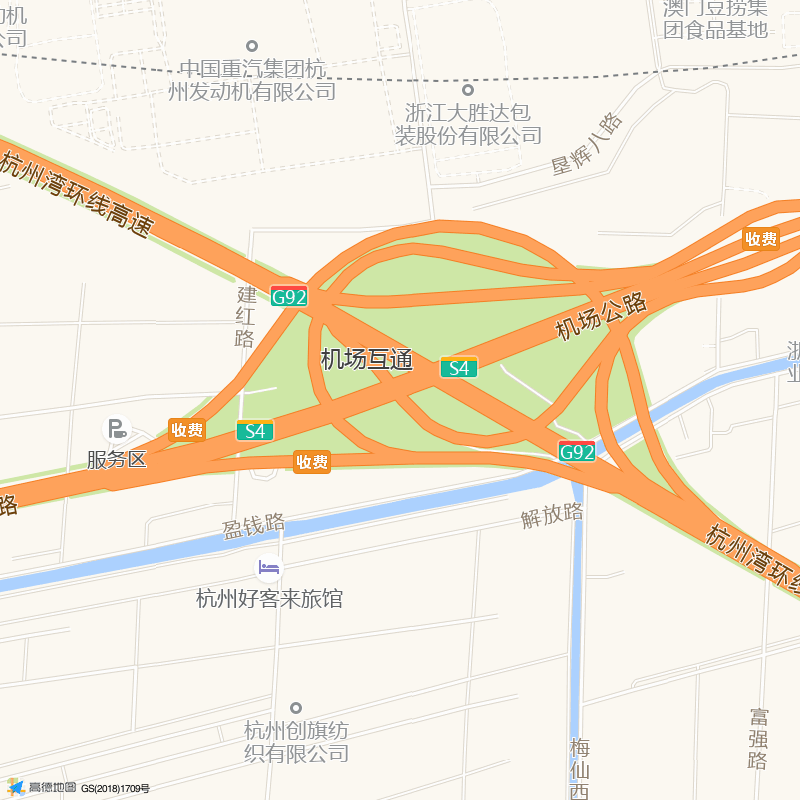 动机
公司
澳门豆捞集
团食品基地
中国重汽集团杭
州发动机有限公司
浙江大胜达包
装股份有限公司
垦辉八路
杭州湾环线高速
收费
G92
建红路
机场公路
机场互通
S4
浙
业
收费
S4
服务区
收费
G92
路
盈钱路
解放路
杭州湾环线
杭州好客来旅馆
杭州创旗纺
织有限公司
梅仙西
富强路
高德地图 GS(2018)1709号